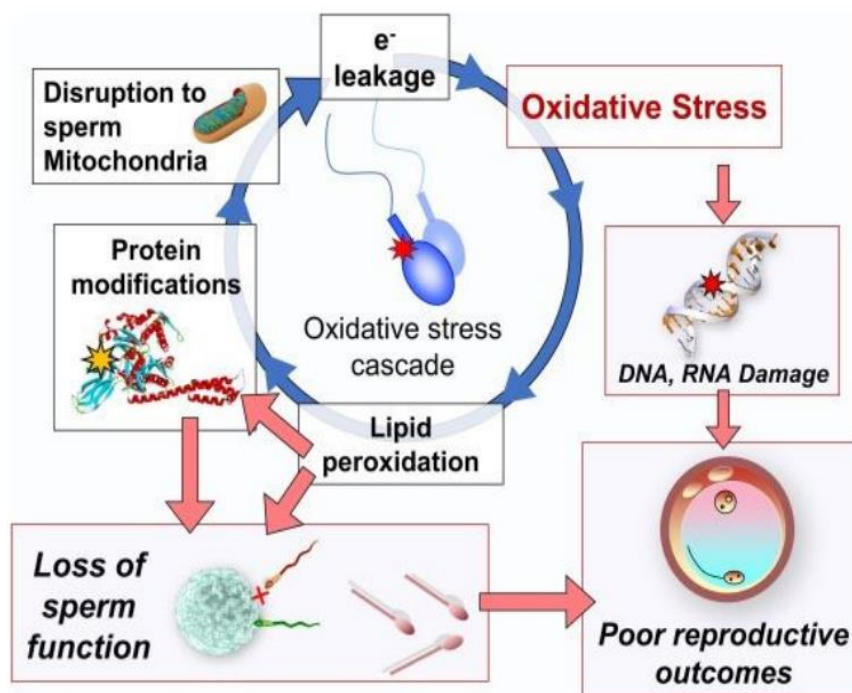 e-
leakage
Disruption to
sperm
Mitochondria
Oxidative Stress
Protein
modifications
Oxidative stress
cascade
DNA, RNA Damage
Lipid
peroxidation
Loss of
sperm
function
Poor reproductive
outcomes